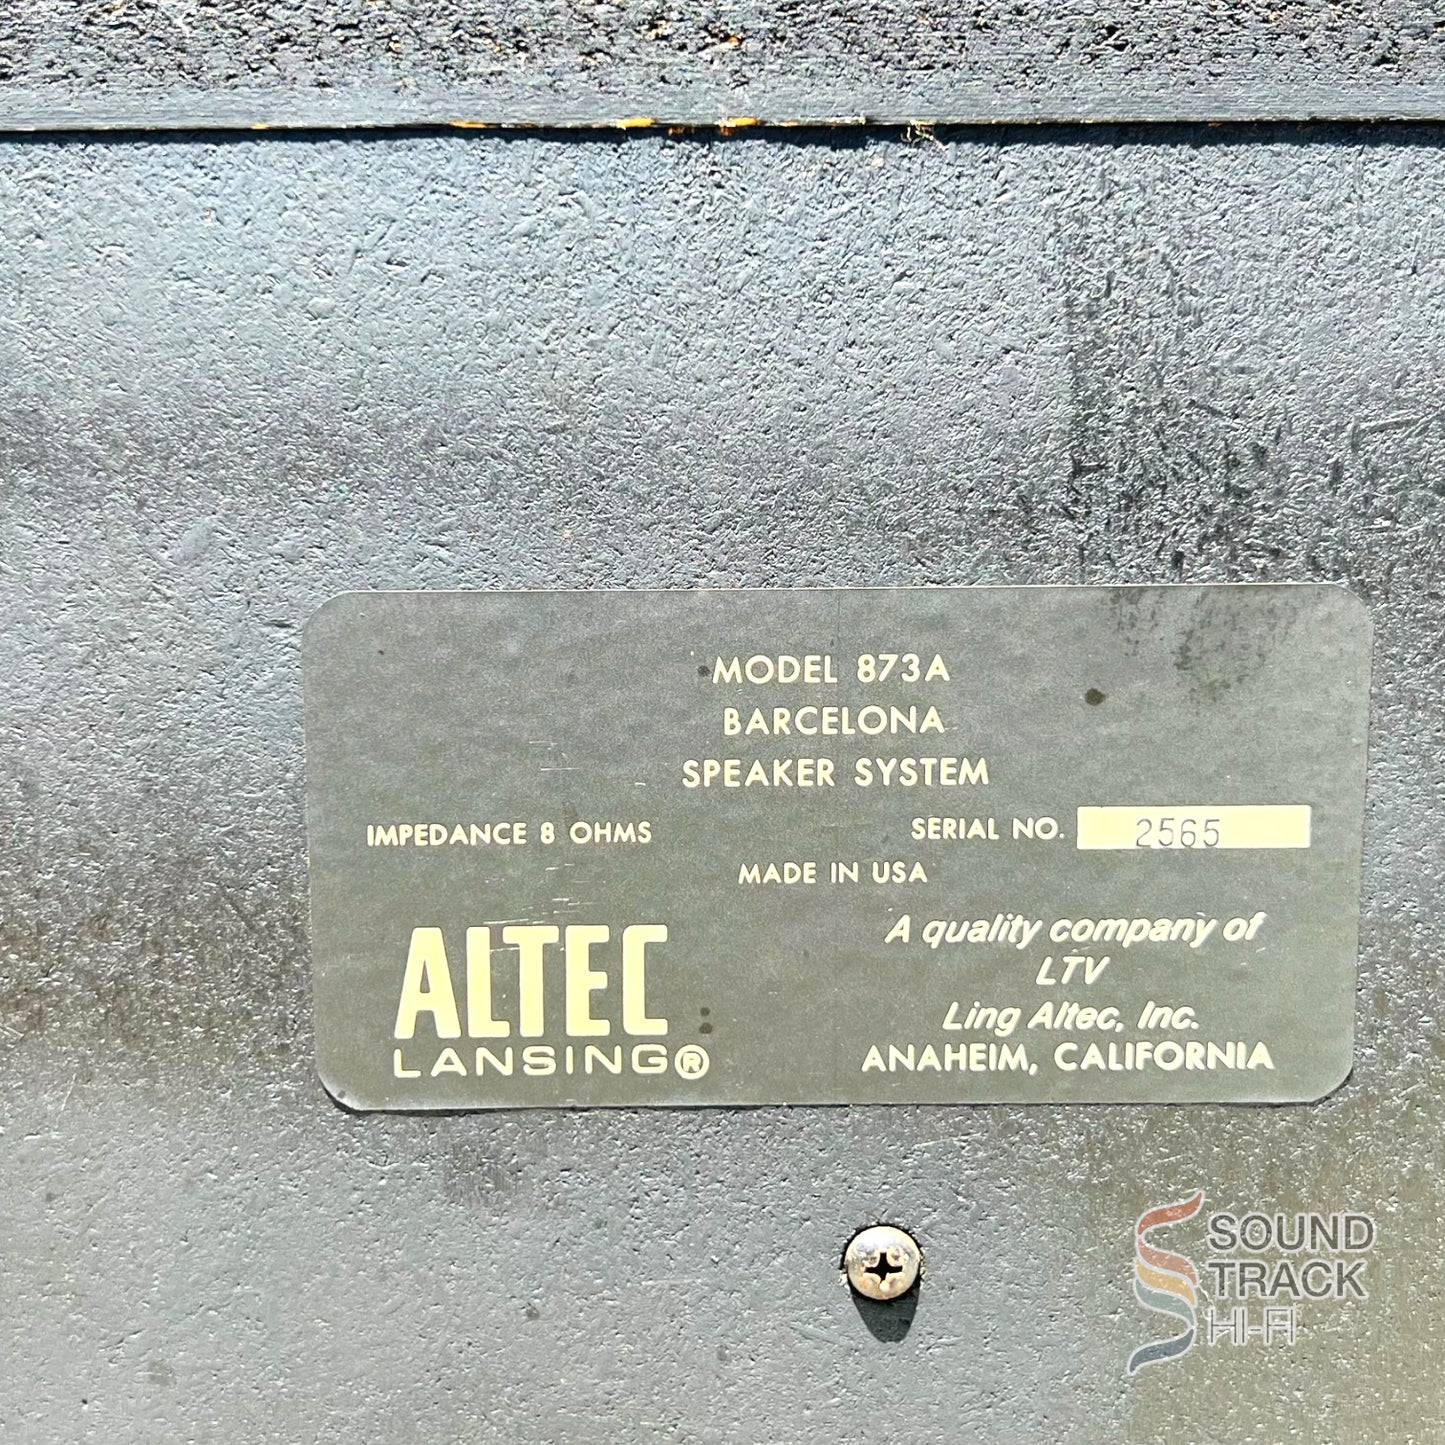 MODEL 873A
BARCELONA
SPEAKER SYSTEM
IMPEDANCE 8 OHMS
SERIAL NO. 2565
MADE IN USA
ALTEC
LANSING®
A quality company of
LTV
Ling Altec, Inc.
ANAHEIM, CALIFORNIA
SOUND
TRACK
HI-FI